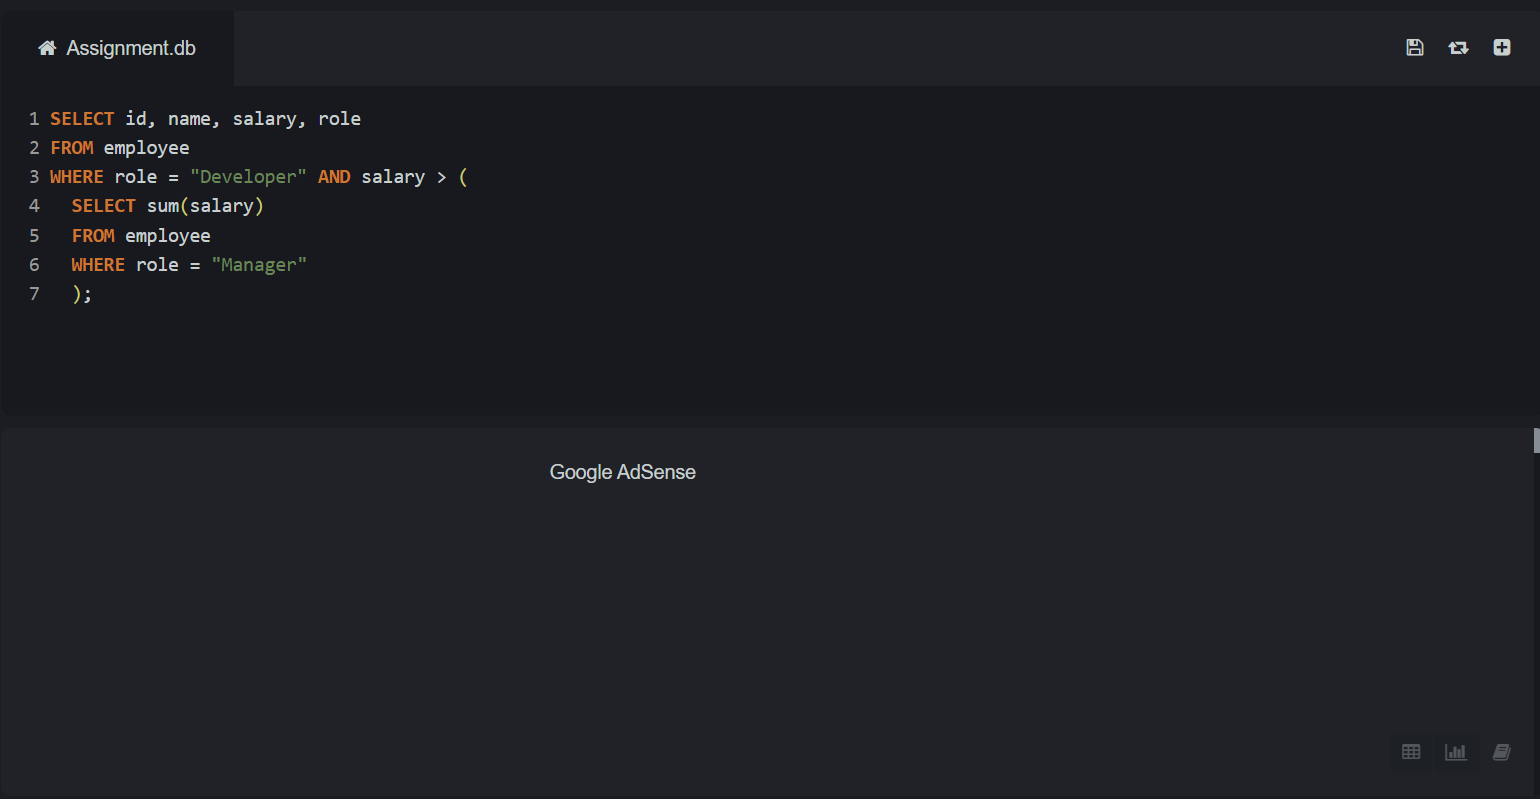 Assignment.db
1 SELECT id, name, salary, role
2 FROM employee
3 WHERE role = "Developer" AND salary > (
4   SELECT sum(salary)
5   FROM employee
6   WHERE role = "Manager"
7   );
Google AdSense